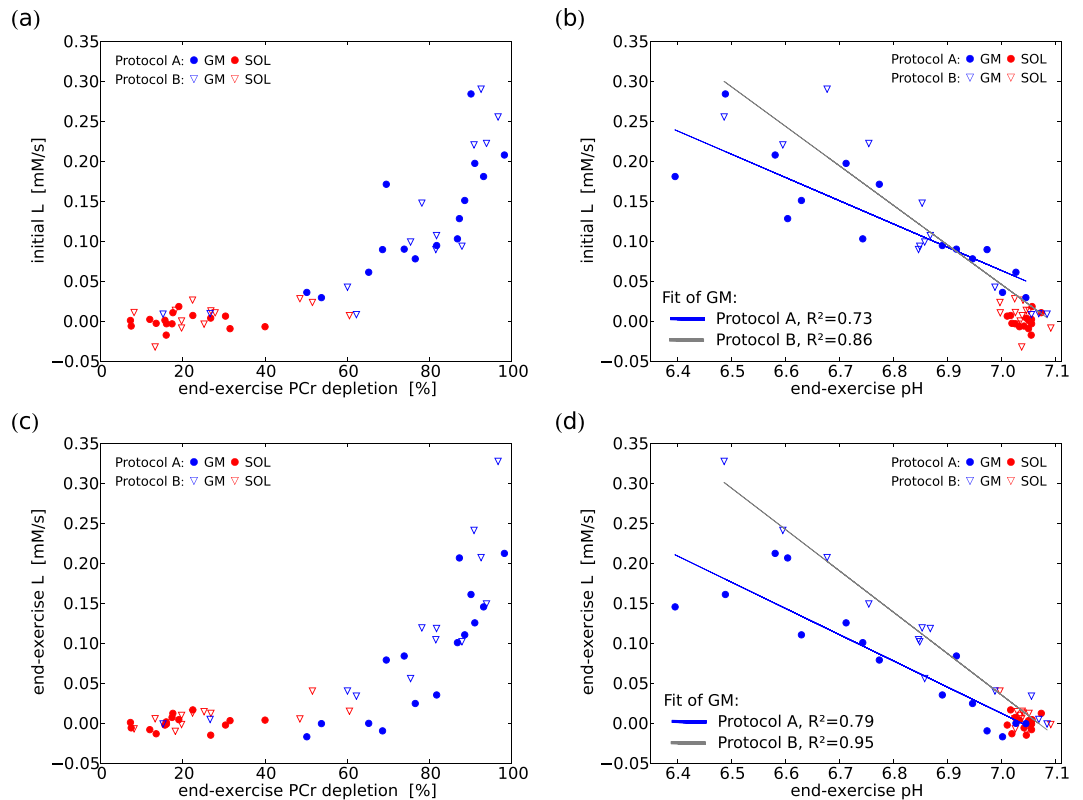 (a)
0.35
0.30
0.25
0.20
0.15
0.10
0.05
0.00
−0.05
initial L [mM/s]
Protocol A: GM SOL
Protocol B: GM SOL
0 20 40 60 80 100
end-exercise PCr depletion [%]
(b)
0.35
0.30
0.25
0.20
0.15
0.10
0.05
0.00
−0.05
initial L [mM/s]
Protocol A: GM SOL
Protocol B: GM SOL
Fit of GM:
Protocol A, R²=0.73
Protocol B, R²=0.86
6.4 6.5 6.6 6.7 6.8 6.9 7.0 7.1
end-exercise pH
(c)
0.35
0.30
0.25
0.20
0.15
0.10
0.05
0.00
−0.05
end-exercise L [mM/s]
Protocol A: GM SOL
Protocol B: GM SOL
0 20 40 60 80 100
end-exercise PCr depletion [%]
(d)
0.35
0.30
0.25
0.20
0.15
0.10
0.05
0.00
−0.05
end-exercise L [mM/s]
Protocol A: GM SOL
Protocol B: GM SOL
Fit of GM:
Protocol A, R²=0.79
Protocol B, R²=0.95
6.4 6.5 6.6 6.7 6.8 6.9 7.0 7.1
end-exercise pH